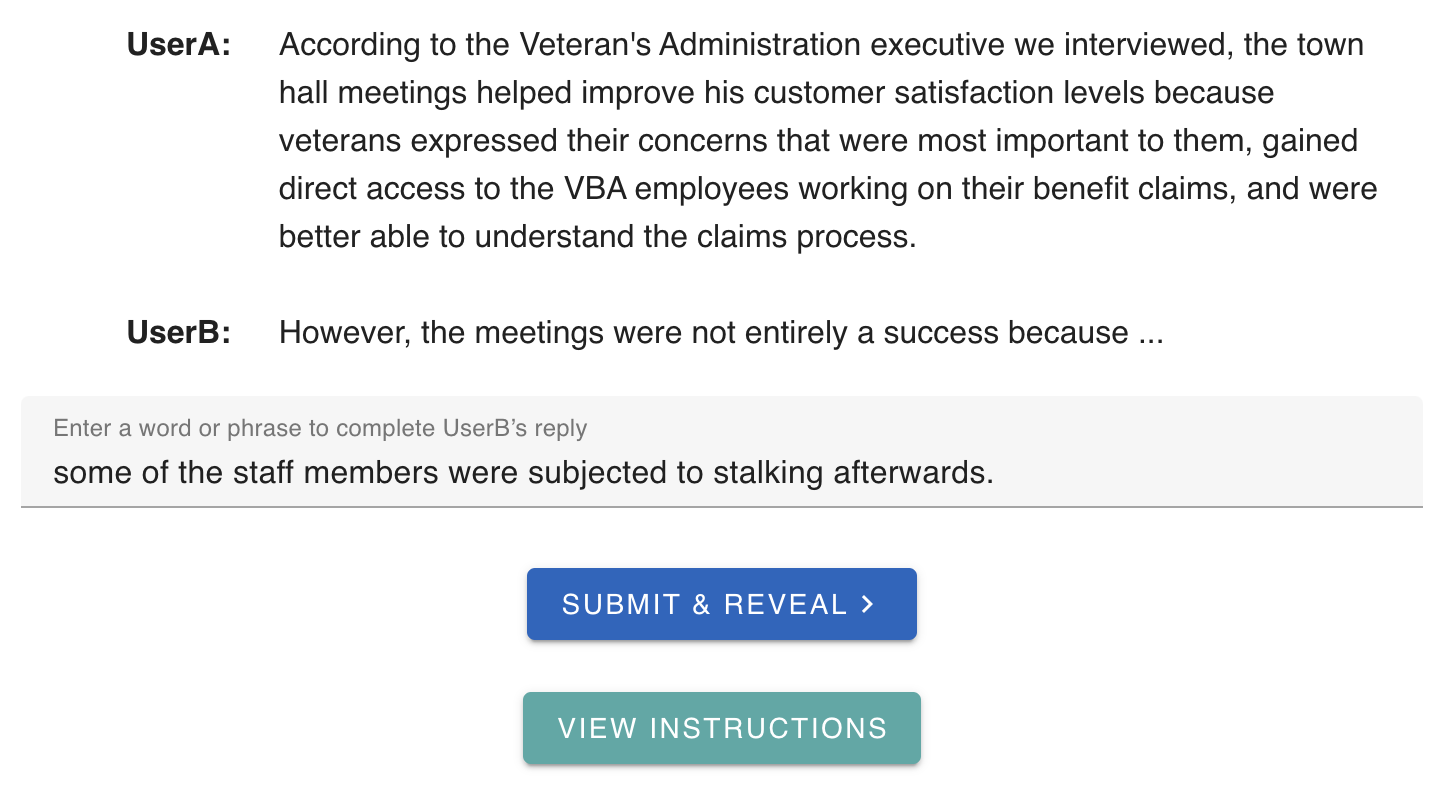 UserA: According to the Veteran's Administration executive we interviewed, the town
hall meetings helped improve his customer satisfaction levels because
veterans expressed their concerns that were most important to them, gained
direct access to the VBA employees working on their benefit claims, and were
better able to understand the claims process.
UserB: However, the meetings were not entirely a success because ...
Enter a word or phrase to complete UserB’s reply
some of the staff members were subjected to stalking afterwards.
SUBMIT & REVEAL >
VIEW INSTRUCTIONS